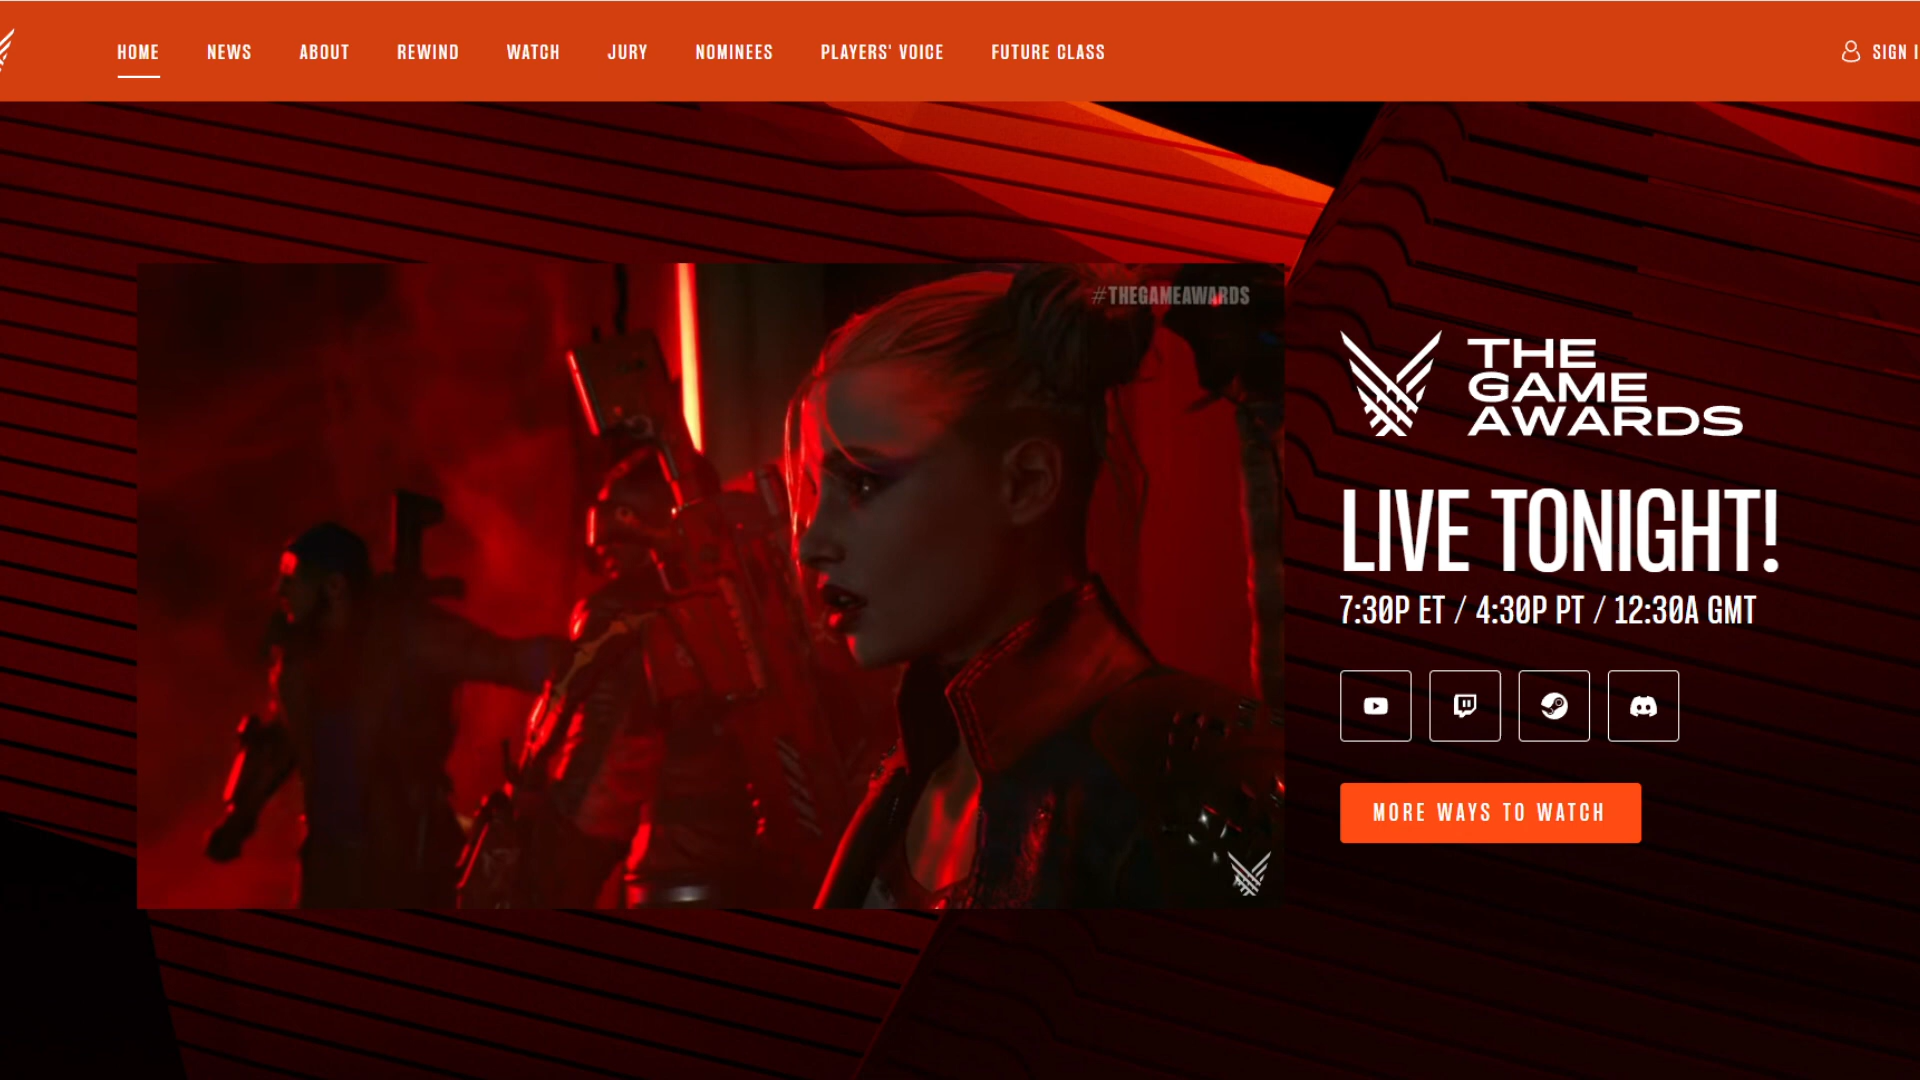 HOME NEWS ABOUT REWIND WATCH JURY NOMINEES PLAYERS' VOICE FUTURE CLASS SIGN
#THEGAMEAWARDS
THE
GAME
AWARDS
LIVE TONIGHT!
7:30P ET / 4:30P PT / 12:30A GMT
MORE WAYS TO WATCH